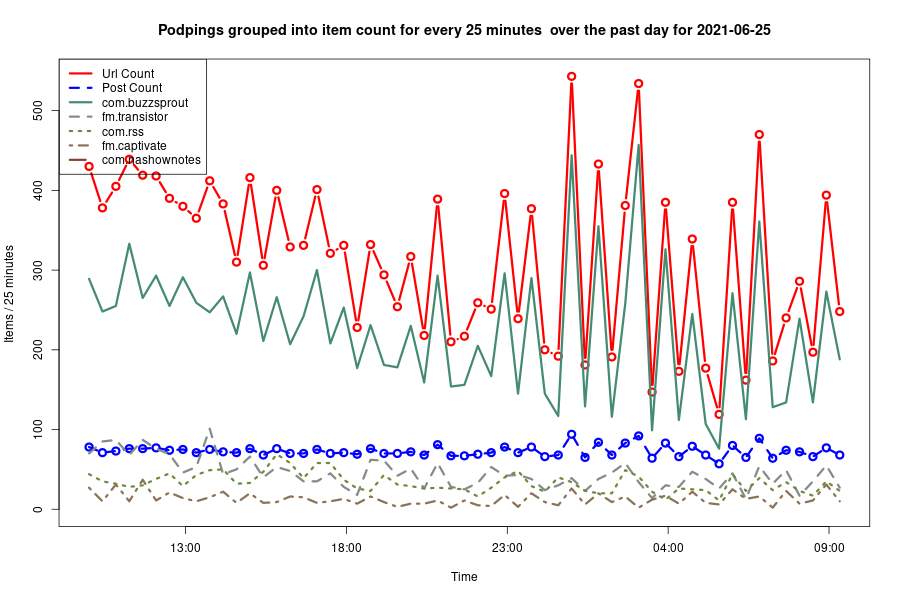 Podpings grouped into item count for every 25 minutes  over the past day for 2021-06-25
Url Count
Post Count
com.buzzsprout
fm.transistor
com.rss
fm.captivate
Items / 25 minutes
500
400
300
200
100
0
13:00
18:00
23:00
04:00
09:00
Time